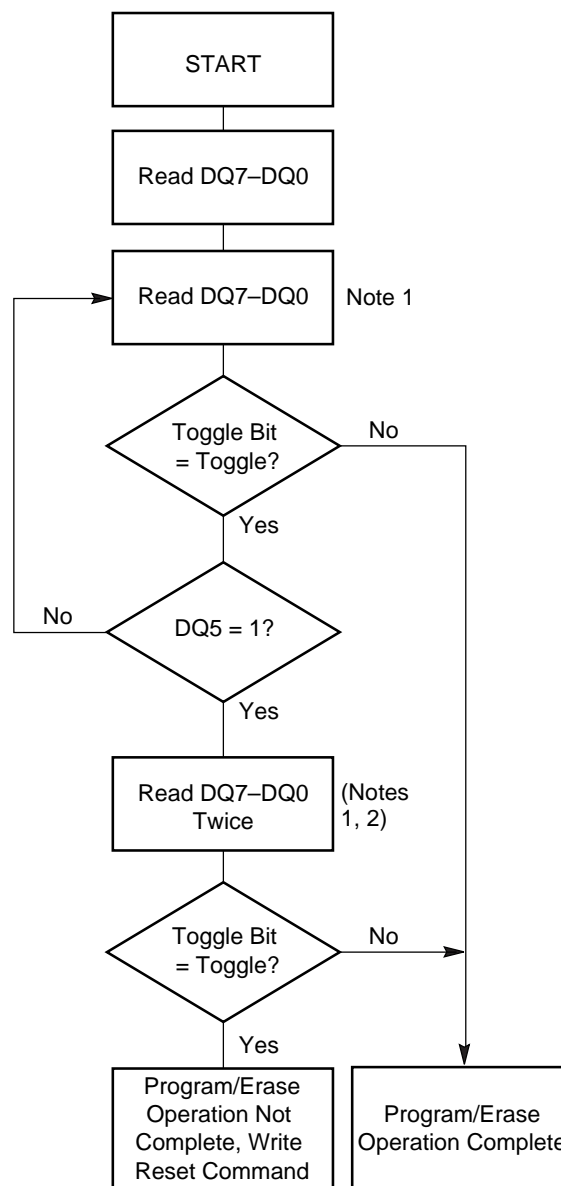 START
Read DQ7–DQ0
Read DQ7–DQ0
Note 1
Toggle Bit
= Toggle?
No
Yes
No
DQ5 = 1?
Yes
Read DQ7–DQ0
Twice
(Notes
1, 2)
Toggle Bit
= Toggle?
No
Yes
Program/Erase
Operation Not
Complete, Write
Reset Command
Program/Erase
Operation Complete